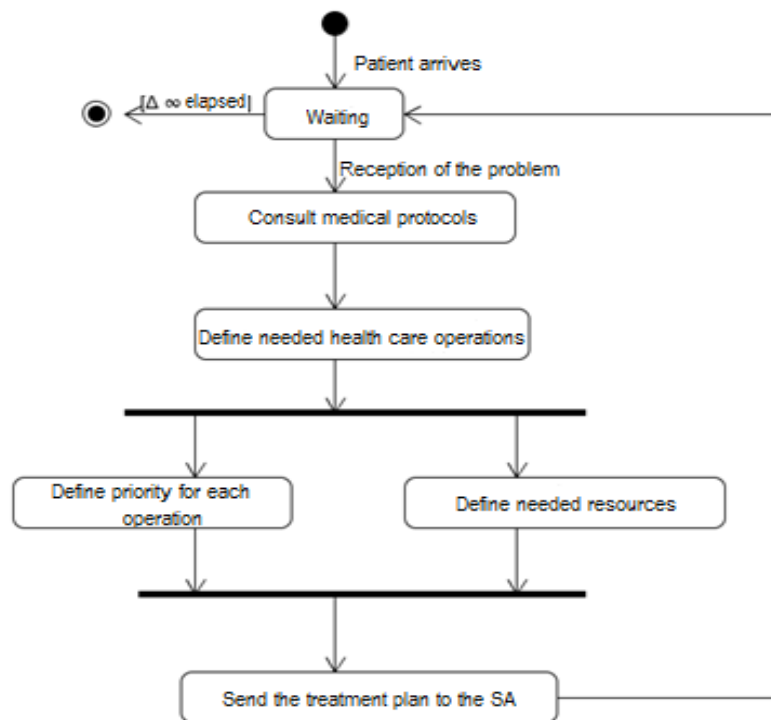 Patient arrives
[Δ ∞ elapsed]
Waiting
Reception of the problem
Consult medical protocols
Define needed health care operations
Define priority for each
operation
Define needed resources
Send the treatment plan to the SA